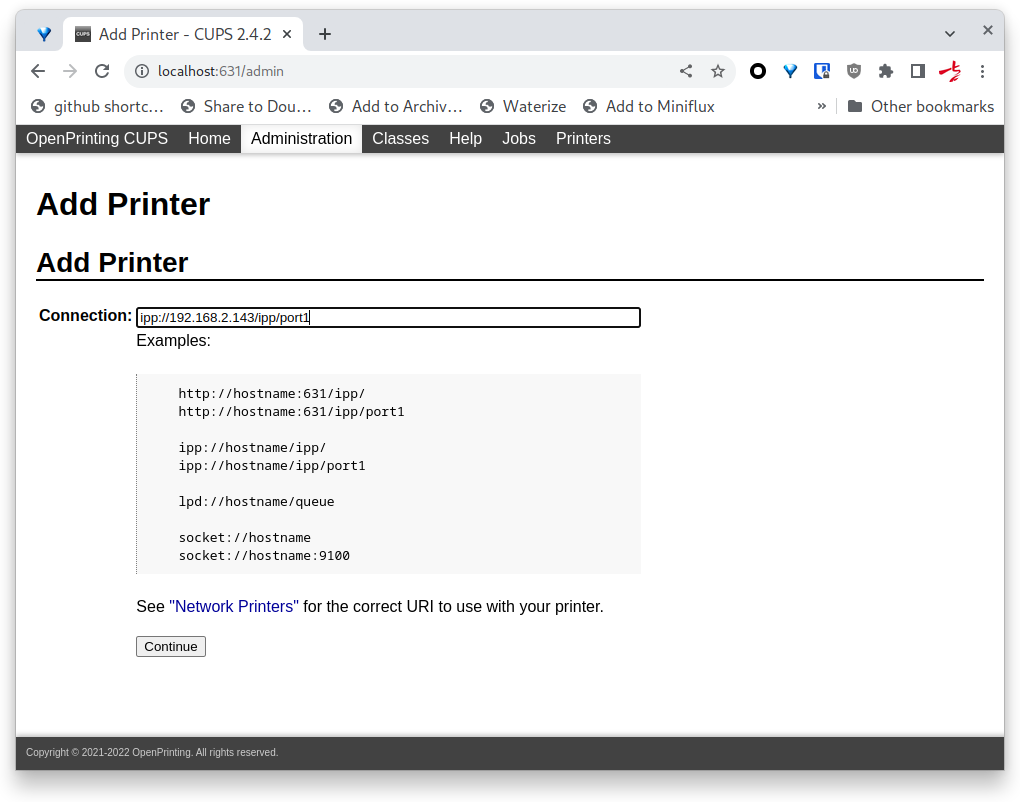 CUPS Add Printer - CUPS 2.4.2
localhost:631/admin
github shortc... Share to Dou... Add to Archiv... Waterize Add to Miniflux » Other bookmarks
OpenPrinting CUPS Home Administration Classes Help Jobs Printers
Add Printer
Add Printer
Connection: ipp://192.168.2.143/ipp/port1
Examples:
http://hostname:631/ipp/
http://hostname:631/ipp/port1
ipp://hostname/ipp/
ipp://hostname/ipp/port1
lpd://hostname/queue
socket://hostname
socket://hostname:9100
See "Network Printers" for the correct URI to use with your printer.
Continue
Copyright © 2021-2022 OpenPrinting. All rights reserved.